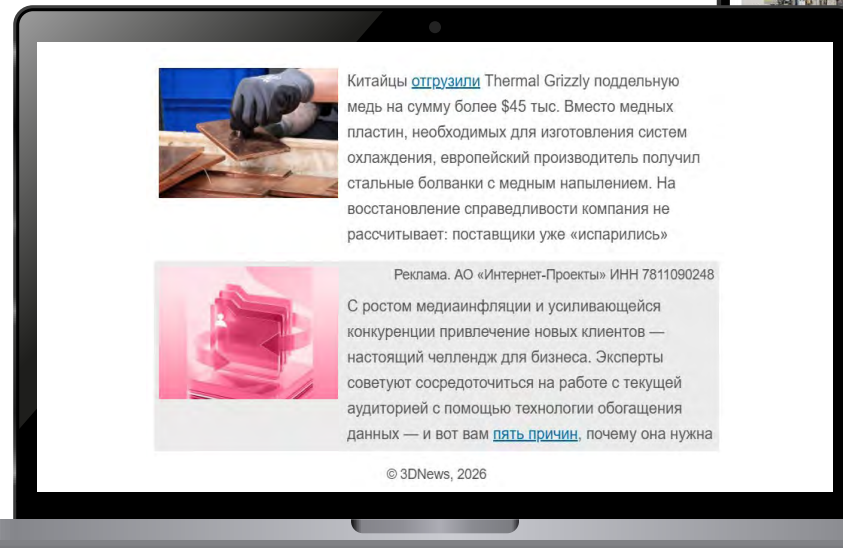 Китайцы отгрузили Thermal Grizzly поддельную
медь на сумму более $45 тыс. Вместо медных
пластин, необходимых для изготовления систем
охлаждения, европейский производитель получил
стальные болванки с медным напылением. На
восстановление справедливости компания не
рассчитывает: поставщики уже «испарились»
Реклама. АО «Интернет-Проекты» ИНН 7811090248
С ростом медиаинфляции и усиливающейся
конкуренции привлечение новых клиентов —
настоящий челлендж для бизнеса. Эксперты
советуют сосредоточиться на работе с текущей
аудиторией с помощью технологии обогащения
данных — и вот вам пять причин, почему она нужна
© 3DNews, 2026